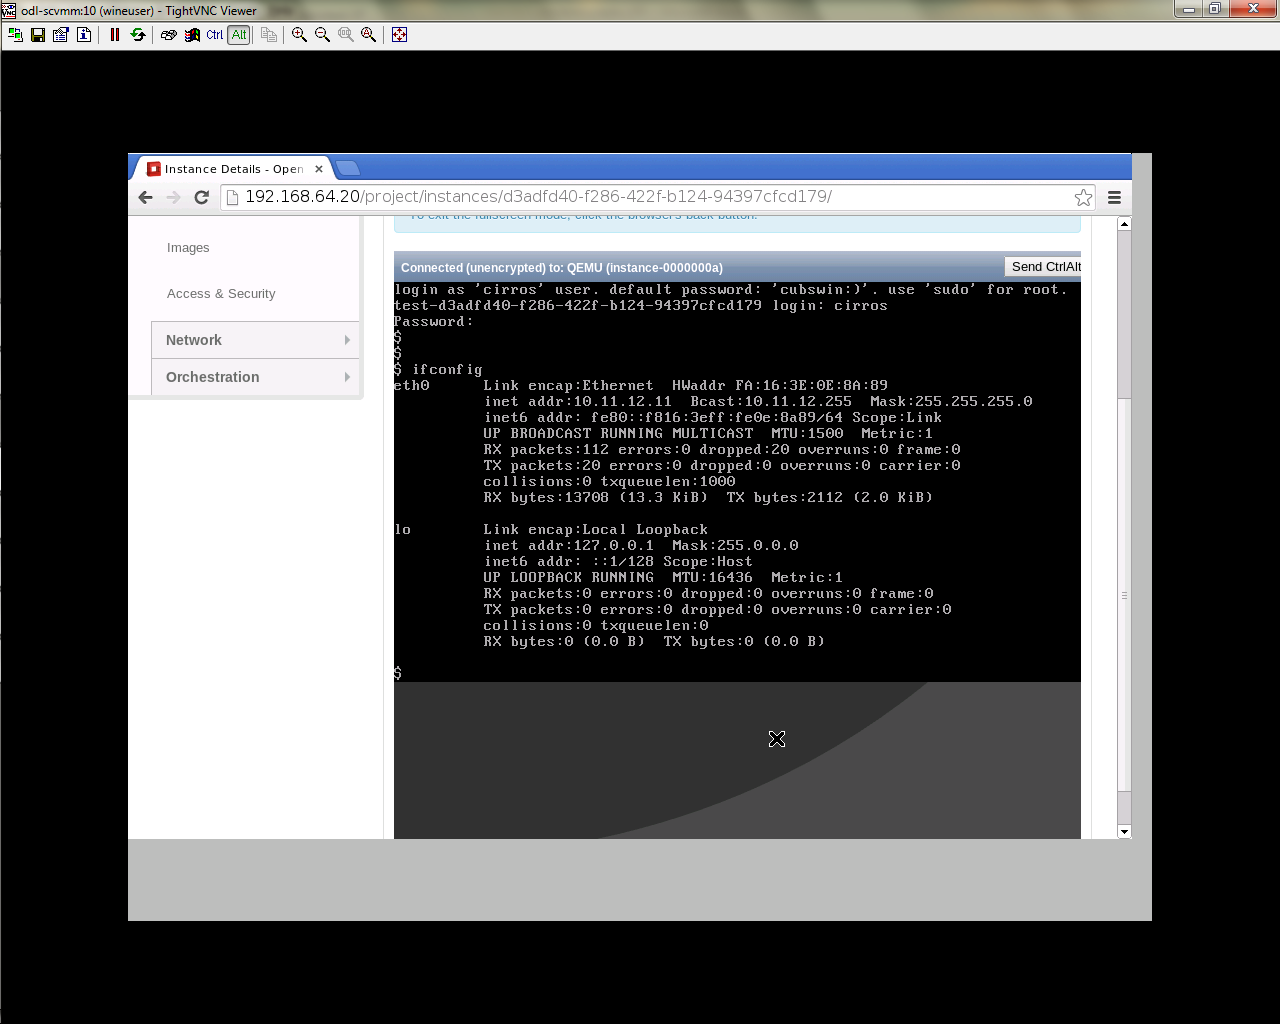 odl-scvmm:10 (wineuser) - TightVNC Viewer
Ctrl Alt
Instance Details - Open
192.168.64.20/project/instances/d3adfd40-f286-422f-b124-94397cfcd179/
To exit the fullscreen mode, click the browser's back button.
Images
Access & Security
Network
Orchestration
Connected (unencrypted) to: QEMU (instance-0000000a)
Send CtrlAlt
login as 'cirros' user. default password: 'cubswin:)'. use 'sudo' for root.
test-d3adfd40-f286-422f-b124-94397cfcd179 login: cirros
Password:
$
$
$ ifconfig
eth0 Link encap:Ethernet HWaddr FA:16:3E:0E:8A:89
inet addr:10.11.12.11 Bcast:10.11.12.255 Mask:255.255.255.0
inet6 addr: fe80::f816:3eff:fe0e:8a89/64 Scope:Link
UP BROADCAST RUNNING MULTICAST MTU:1500 Metric:1
RX packets:112 errors:0 dropped:20 overruns:0 frame:0
TX packets:20 errors:0 dropped:0 overruns:0 carrier:0
collisions:0 txqueuelen:1000
RX bytes:13708 (13.3 KiB) TX bytes:2112 (2.0 KiB)
lo Link encap:Local Loopback
inet addr:127.0.0.1 Mask:255.0.0.0
inet6 addr: ::1/128 Scope:Host
UP LOOPBACK RUNNING MTU:16436 Metric:1
RX packets:0 errors:0 dropped:0 overruns:0 frame:0
TX packets:0 errors:0 dropped:0 overruns:0 carrier:0
collisions:0 txqueuelen:0
RX bytes:0 (0.0 B) TX bytes:0 (0.0 B)
$